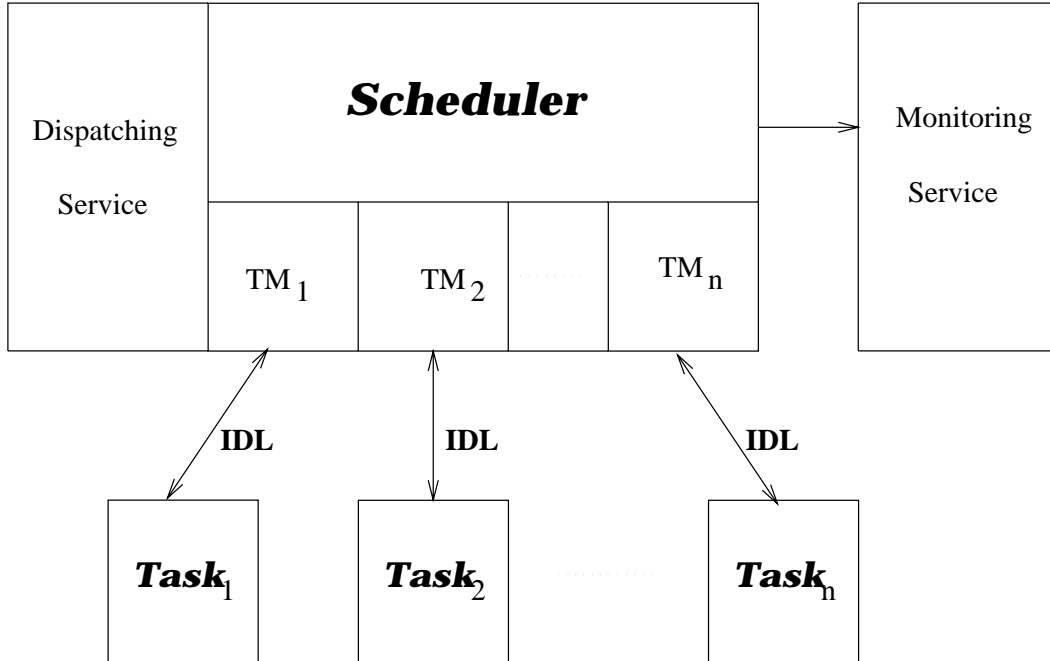 Scheduler
Dispatching
Service
Monitoring
Service
TM1
TM2
........
TMn
IDL
IDL
IDL
Task1
Task2
............
Taskn